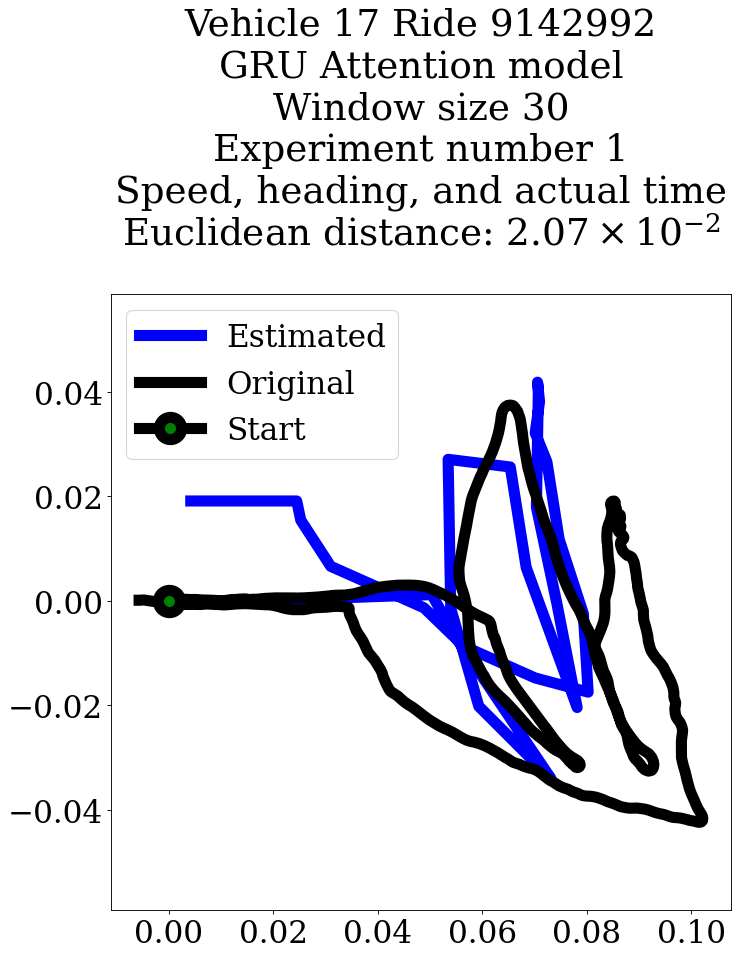 Vehicle 17 Ride 9142992
GRU Attention model
Window size 30
Experiment number 1
Speed, heading, and actual time
Euclidean distance: 2.07 × 10⁻²
Estimated
Original
Start
0.04
0.02
0.00
−0.02
−0.04
0.00 0.02 0.04 0.06 0.08 0.10